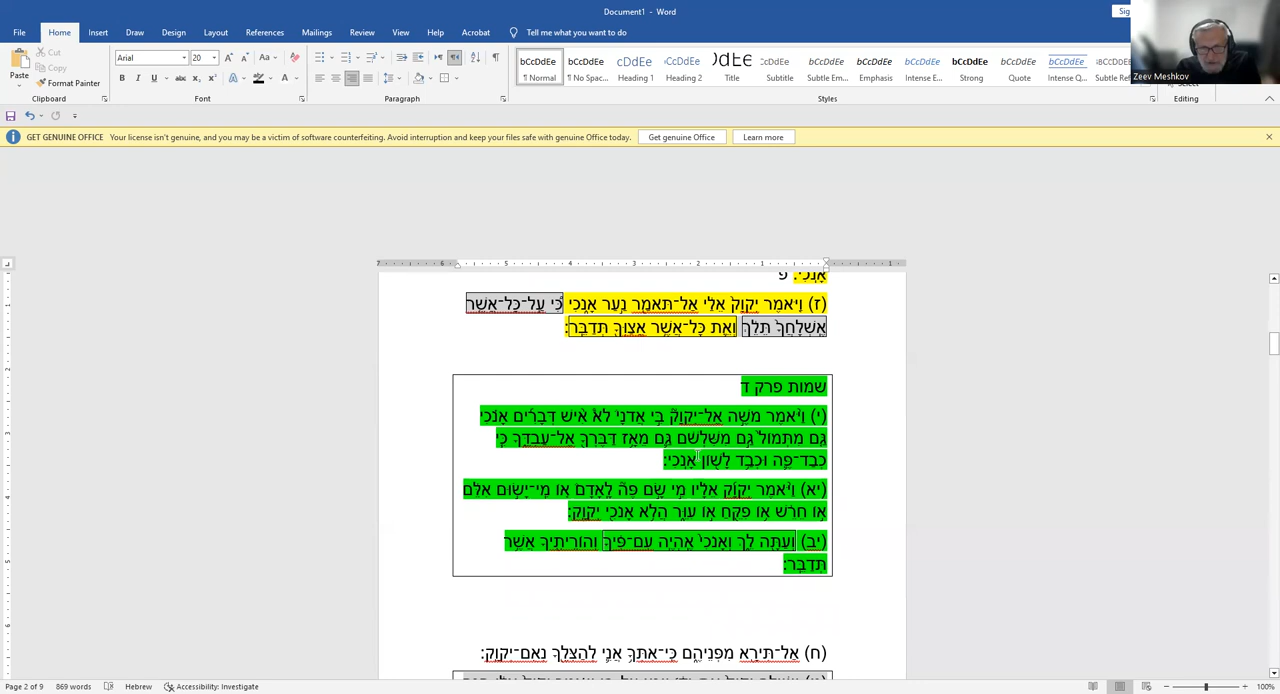 Document1 - Word
Sig
File Home Insert Draw Design Layout References Mailings Review View Help Acrobat Tell me what you want to do
Paste
Cut
Copy
Format Painter
Arial 20
Normal
No Spac...
Heading 1
Heading 2
Title
Subtitle
Subtle Em...
Emphasis
Intense E...
Strong
Quote
Intense Q...
Subtle Ref
Zeev Meshkov
Clipboard Font Paragraph Styles Editing
GET GENUINE OFFICE Your license isn't genuine, and you may be a victim of software counterfeiting. Avoid interruption and keep your files safe with genuine Office today. Get genuine Office Learn more
אָנֹכִי: פ
(ז) וַיֹּאמֶר יְקֹוָק֙ אֵלַ֔י אַל־תֹּאמַ֖ר נַ֣עַר אָנֹ֑כִי כִּ֠י עַֽל־כָּל־אֲשֶׁ֤ר
אֶֽשְׁלָחֲךָ֙ תֵּלֵ֔ךְ וְאֵ֛ת כָּל־אֲשֶׁ֥ר אֲצַוְּךָ֖ תְּדַבֵּֽר:
שמות פרק ד
(י) וַיֹּ֨אמֶר מֹשֶׁ֣ה אֶל־יְקֹוָק֮ בִּ֣י אֲדֹנָי֒ לֹא֩ אִ֨ישׁ דְּבָרִ֜ים אָנֹ֗כִי
גַּ֤ם מִתְּמוֹל֙ גַּ֣ם מִשִּׁלְשֹׁ֔ם גַּ֛ם מֵאָ֥ז דַּבֶּרְךָ֖ אֶל־עַבְדֶּ֑ךָ כִּ֧י
כְבַד־פֶּ֛ה וּכְבַ֥ד לָשׁ֖וֹן אָנֹֽכִי:
(יא) וַיֹּ֨אמֶר יְקֹוָ֜ק אֵלָ֗יו מִ֣י שָׂ֣ם פֶּה֮ לָֽאָדָם֒ א֚וֹ מִֽי־יָשׂ֣וּם אִלֵּ֔ם
א֣וֹ חֵרֵ֔שׁ א֥וֹ פִקֵּ֖חַ א֣וֹ עִוֵּ֑ר הֲלֹ֥א אָנֹכִ֖י יְקֹוָֽק:
(יב) וְעַתָּ֖ה לֵ֑ךְ וְאָנֹכִי֙ אֶֽהְיֶ֣ה עִם־פִּ֔יךָ וְהוֹרֵיתִ֖יךָ אֲשֶׁ֥ר
תְּדַבֵּֽר:
(ח) אַל־תִּירָ֖א מִפְּנֵיהֶ֑ם כִּֽי־אִתְּךָ֥ אֲנִ֛י לְהַצִּלֶ֖ךָ נְאֻם־יְקֹוָֽק:
Page 2 of 9 869 words Hebrew Accessibility: Investigate 100%